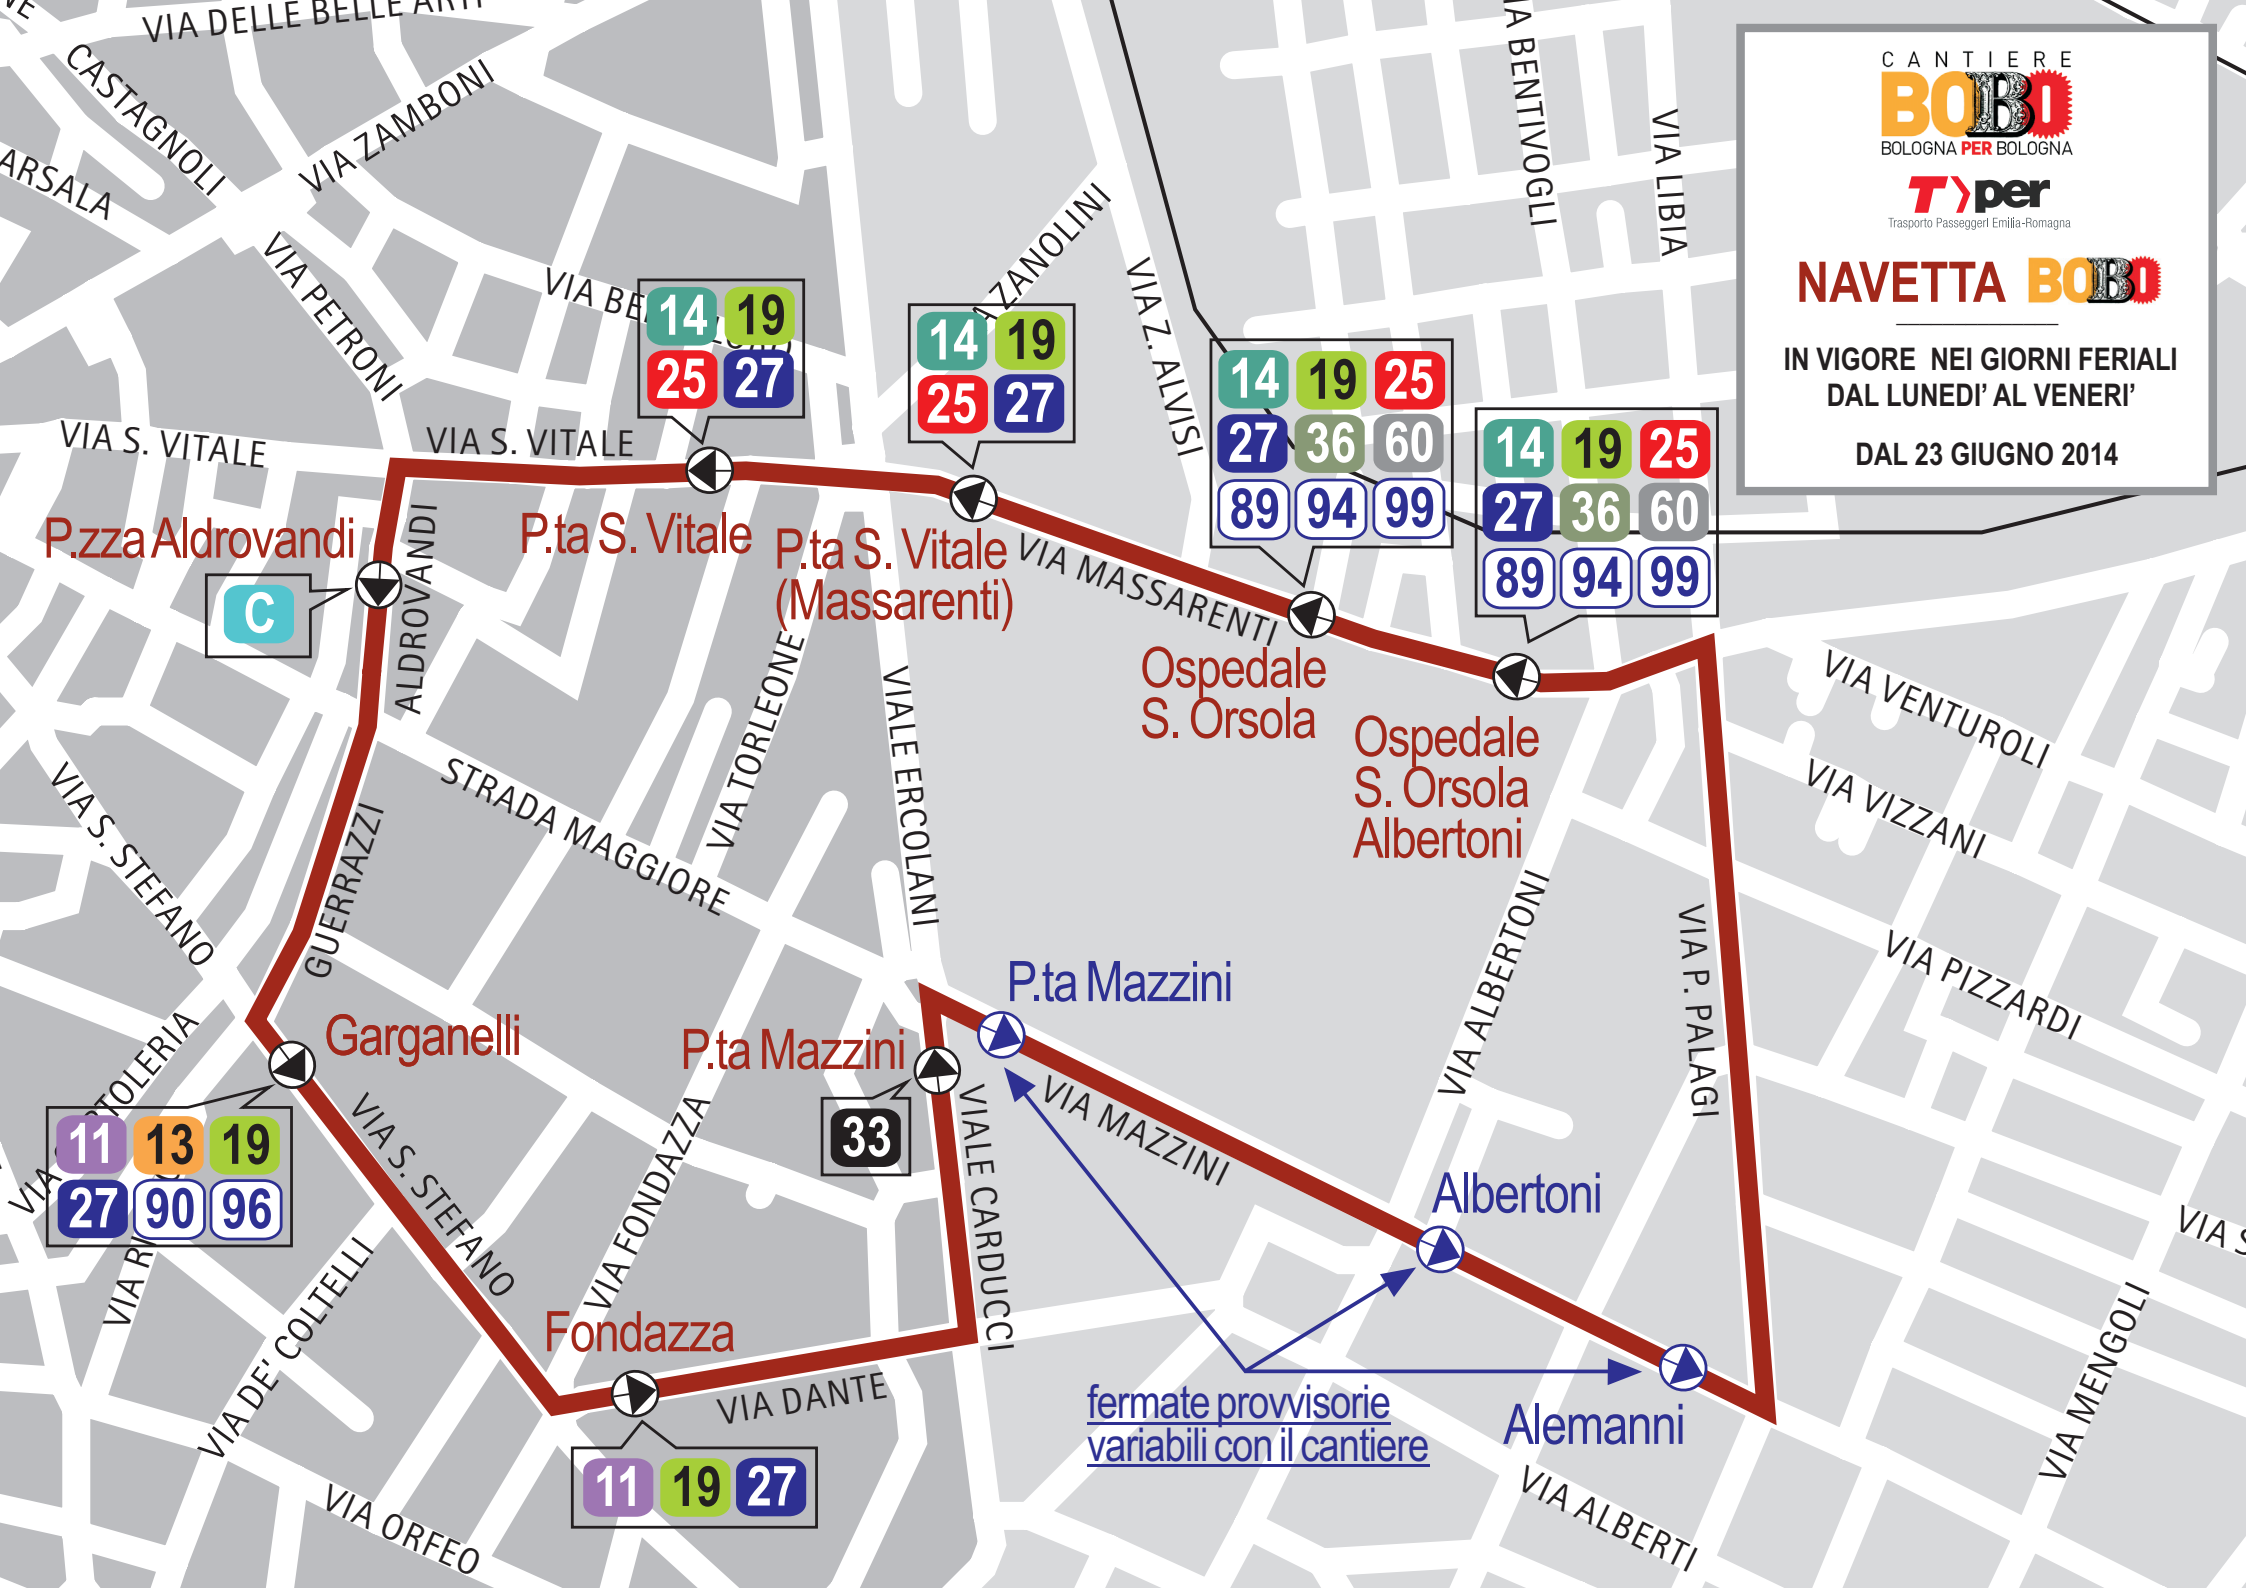 VIA DELLE BELLE ARTI
CASTAGNOLI
VIA ZAMBONI
VIA PETRONI
VIA S. VITALE
VIA S. VITALE
ZANOLINI
VIA Z. ALVISI
VIA LIBIA
BENTIVOGLI
CANTIERE
BOBO
BOLOGNA PER BOLOGNA
T per
Trasporto Passeggeri Emilia-Romagna
NAVETTA BOBO
IN VIGORE NEI GIORNI FERIALI
DAL LUNEDI' AL VENERI'
DAL 23 GIUGNO 2014
14 19
25 27
14 19
25 27
14 19 25
27 36 60
89 94 99
14 19 25
27 36 60
89 94 99
P.zza Aldrovandi
C
ALDROVANDI
P.ta S. Vitale
P.ta S. Vitale
(Massarenti)
VIA MASSARENTI
Ospedale
S. Orsola
Ospedale
S. Orsola
Albertoni
VIA VENTUROLI
VIA VIZZANI
VIA PIZZARDI
VIA P. PALAGI
VIA ALBERTONI
VIALE ERCOLANI
VIA TORLEONE
STRADA MAGGIORE
GUERRAZZI
VIA S. STEFANO
Garganelli
11 13 19
27 90 96
VIA S. STEFANO
VIA DE' COLTELLI
VIA ORFEO
VIA FONDAZZA
Fondazza
11 19 27
VIA DANTE
P.ta Mazzini
33
VIALE CARDUCCI
P.ta Mazzini
VIA MAZZINI
Albertoni
Alemanni
fermate provvisorie
variabili con il cantiere
VIA ALBERTI
VIA MENGOLI
VIA S